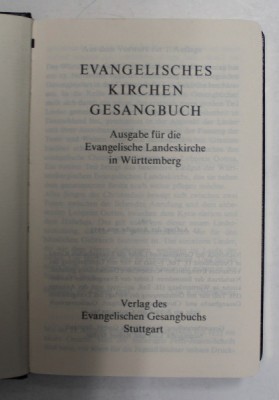 EVANGELISCHES
KIRCHEN
GESANGBUCH
Ausgabe für die
Evangelische Landeskirche
in Württemberg
Verlag des
Evangelischen Gesangbuchs
Stuttgart